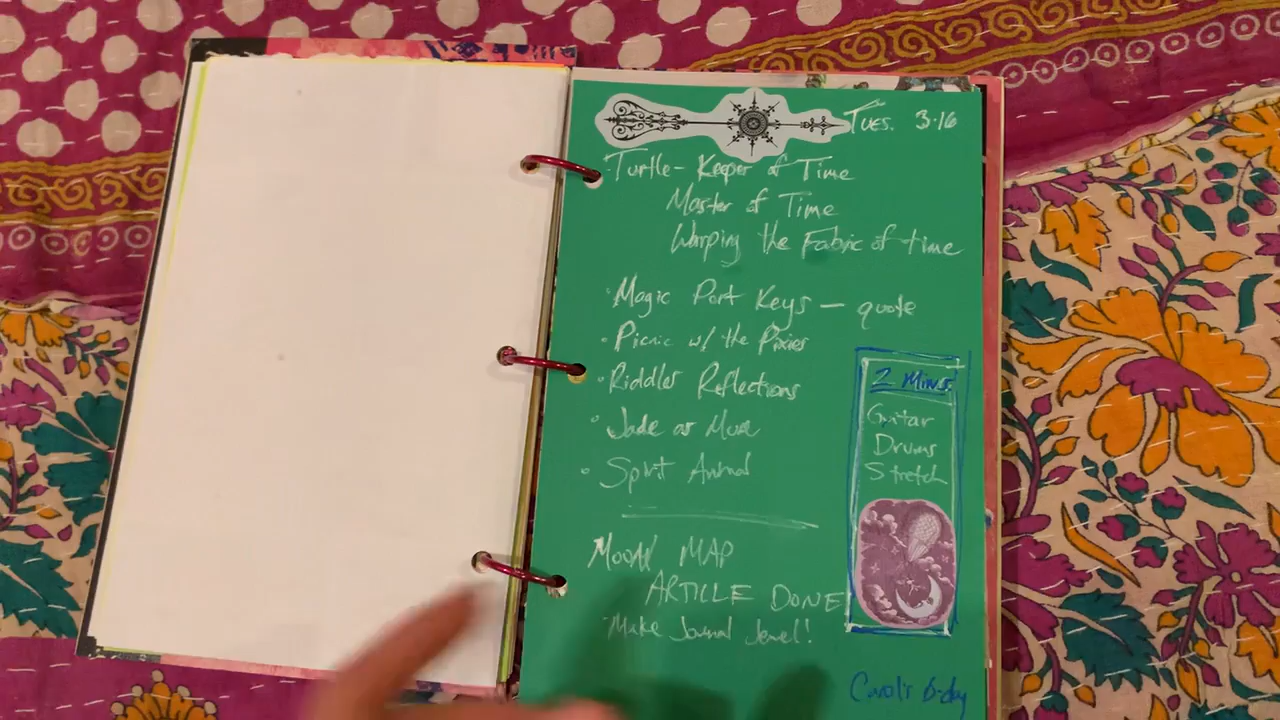 Tues. 3·16
·Turtle– Keeper of Time
Master of Time
Warping the Fabric of time
·Magic Port Keys — quote
·Picnic w/ the Pixies
·Riddler Reflections
·Jade as Muse
·Spirit Animal
2 Mins
Guitar
Drums
Stretch
MOON MAP
ARTICLE DONE
·Make Journal Jewel!
Carol's b-day